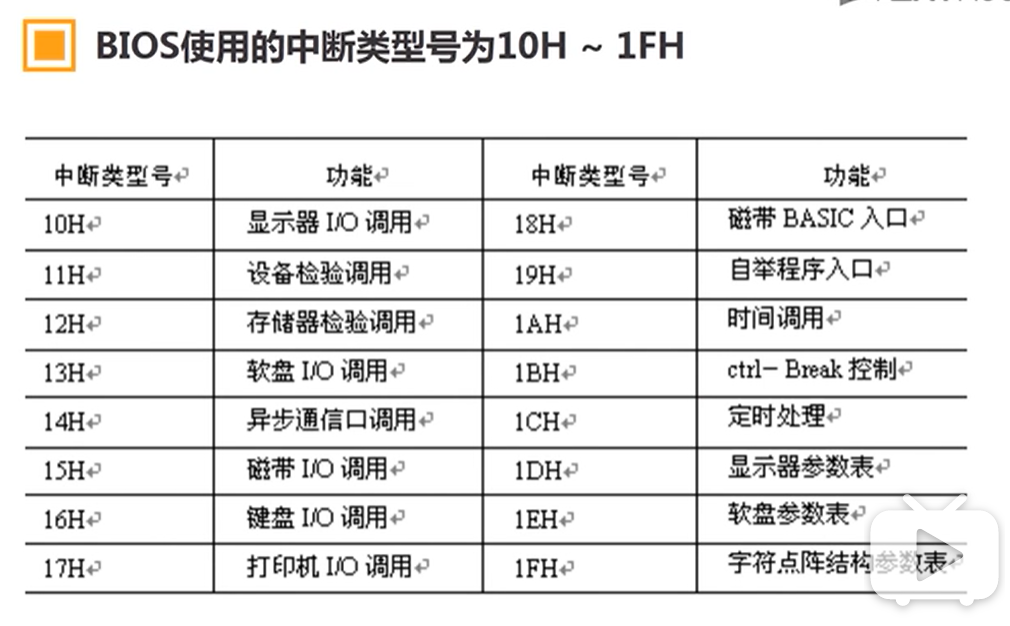 BIOS使用的中断类型号为10H ~ 1FH
中断类型号 功能 中断类型号 功能
10H 显示器 I/O 调用 18H 磁带 BASIC 入口
11H 设备检验调用 19H 自举程序入口
12H 存储器检验调用 1AH 时间调用
13H 软盘 I/O 调用 1BH ctrl- Break 控制
14H 异步通信口调用 1CH 定时处理
15H 磁带 I/O 调用 1DH 显示器参数表
16H 键盘 I/O 调用 1EH 软盘参数表
17H 打印机 I/O 调用 1FH 字符点阵结构参数表